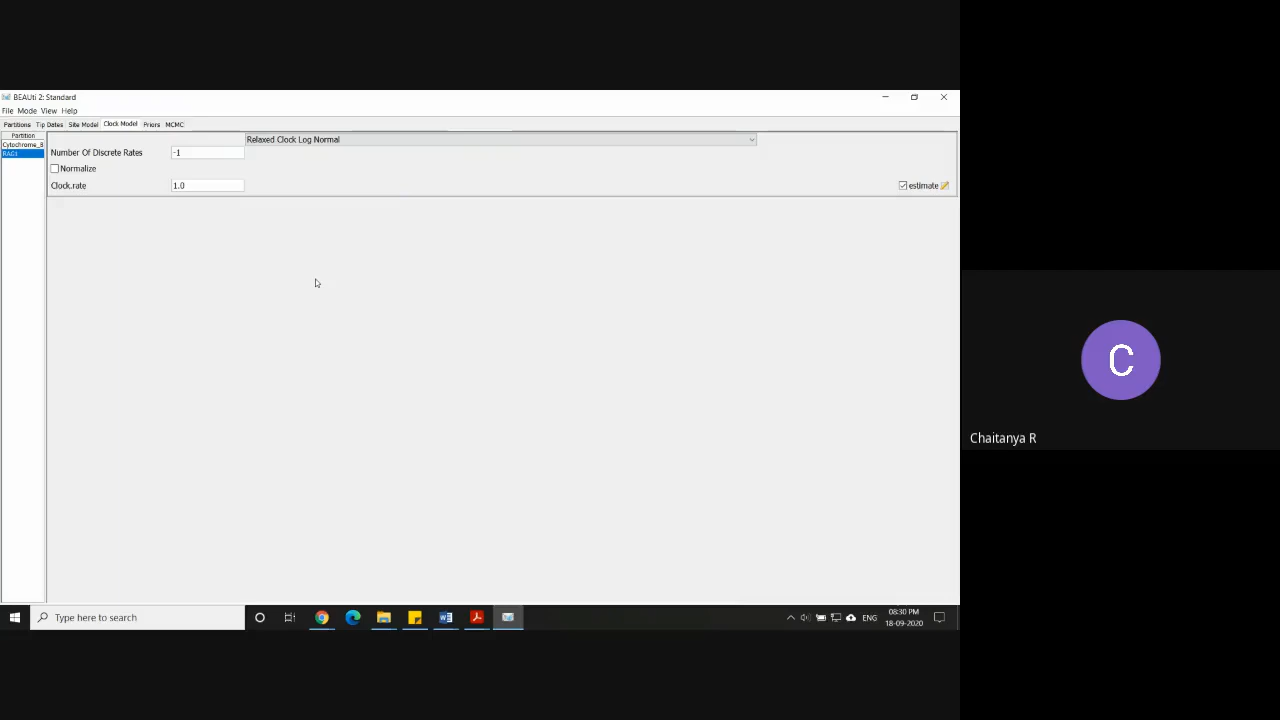 BEAUti 2: Standard
File Mode View Help
Partitions Tip Dates Site Model Clock Model Priors MCMC
Partition
Cytochrome_B
RAG1
Relaxed Clock Log Normal
Number Of Discrete Rates -1
Normalize
Clock.rate 1.0
estimate
C
Chaitanya R
Type here to search
ENG
08:30 PM
18-09-2020